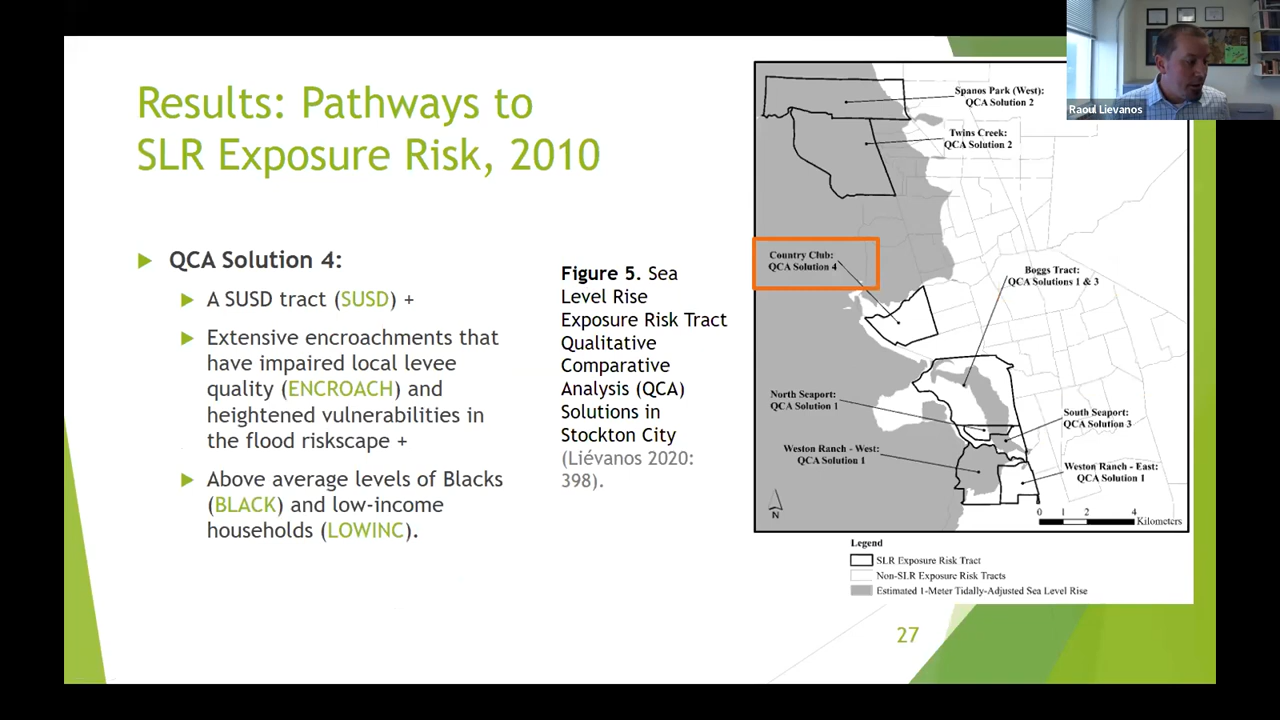 Results: Pathways to
SLR Exposure Risk, 2010
QCA Solution 4:
A SUSD tract (SUSD) +
Extensive encroachments that
have impaired local levee
quality (ENCROACH) and
heightened vulnerabilities in
the flood riskscape +
Above average levels of Blacks
(BLACK) and low-income
households (LOWINC).
Figure 5. Sea
Level Rise
Exposure Risk Tract
Qualitative
Comparative
Analysis (QCA)
Solutions in
Stockton City
(Liévanos 2020:
398).
Spanos Park (West):
QCA Solution 2
Twins Creek:
QCA Solution 2
Country Club:
QCA Solution 4
Boggs Tract:
QCA Solutions 1 & 3
North Seaport:
QCA Solution 1
South Seaport:
QCA Solution 3
Weston Ranch - West:
QCA Solution 1
Weston Ranch - East:
QCA Solution 1
N
0 1 2 4
Kilometers
Legend
SLR Exposure Risk Tract
Non-SLR Exposure Risk Tracts
Estimated 1-Meter Tidally-Adjusted Sea Level Rise
27
Raoul Lievanos